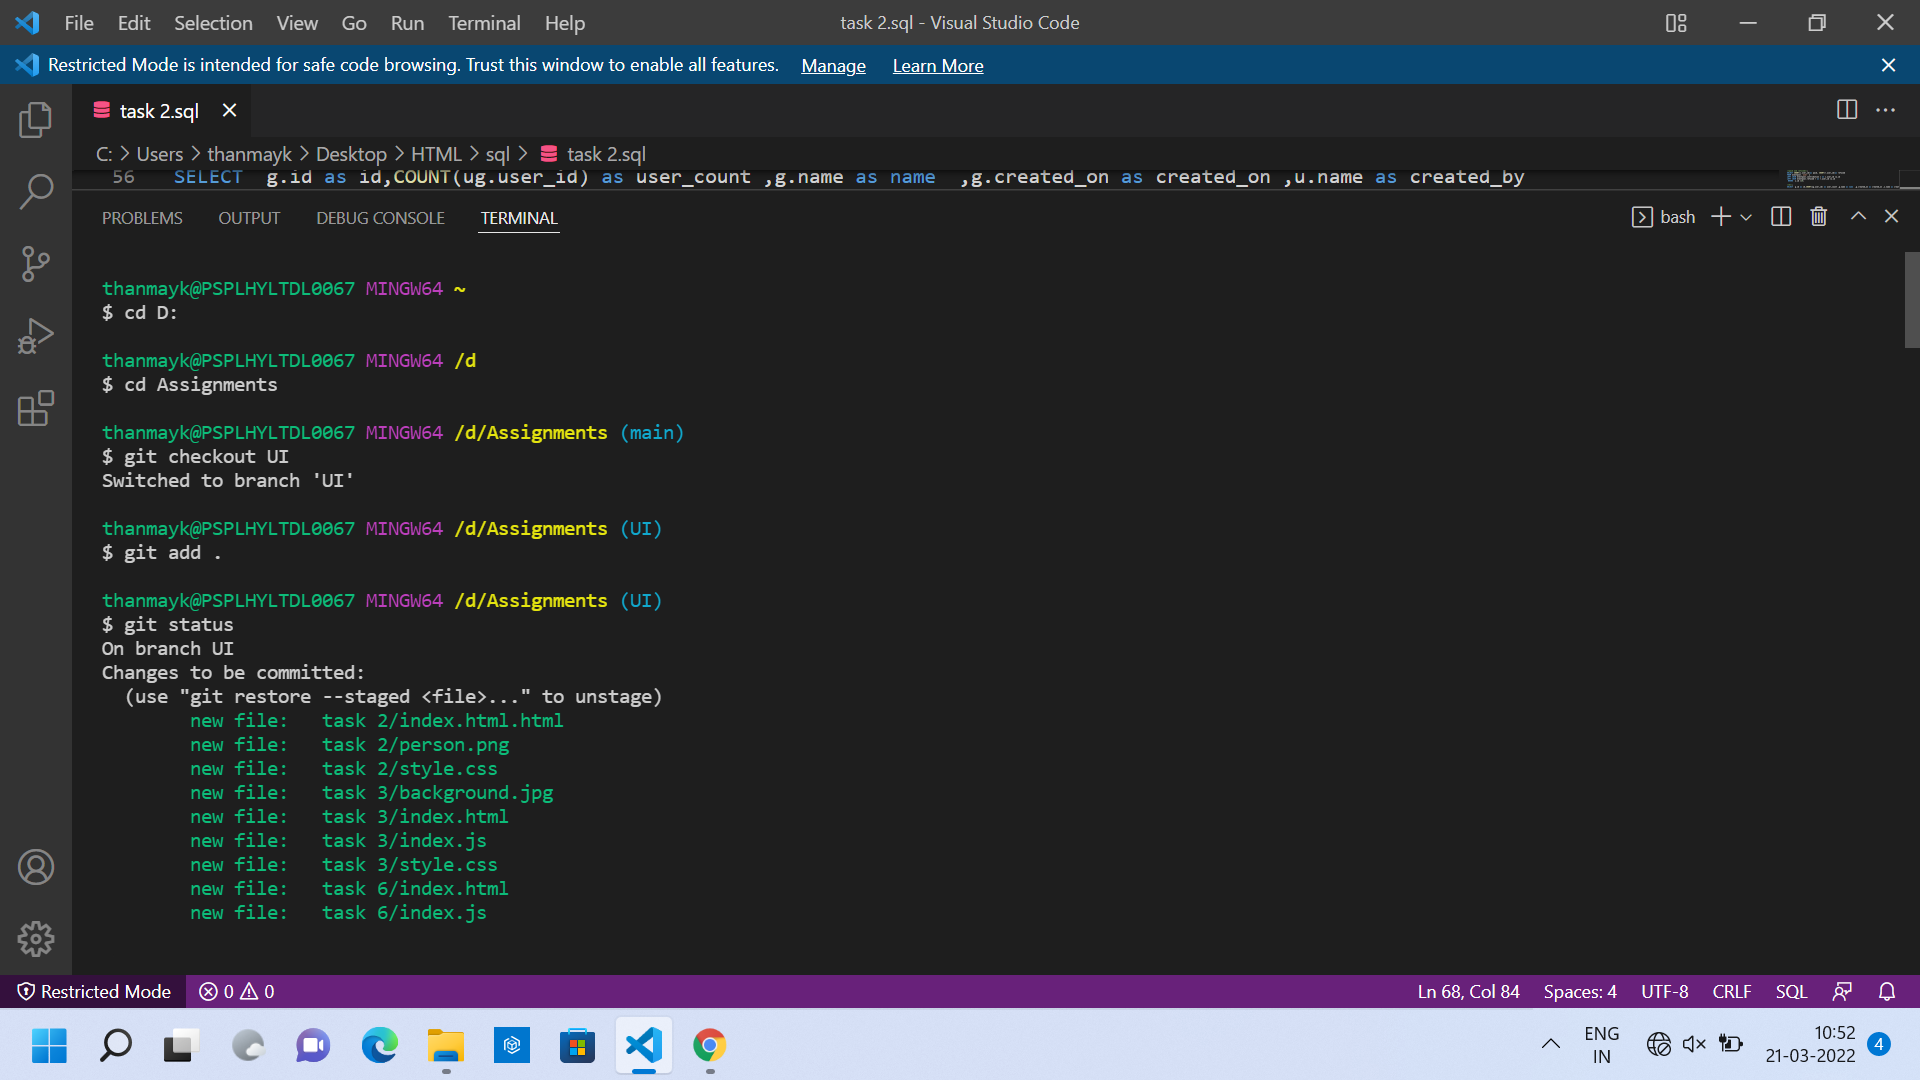 File Edit Selection View Go Run Terminal Help task 2.sql - Visual Studio Code
Restricted Mode is intended for safe code browsing. Trust this window to enable all features. Manage Learn More
task 2.sql
C: > Users > thanmayk > Desktop > HTML > sql > task 2.sql
56 SELECT g.id as id,COUNT(ug.user_id) as user_count ,g.name as name ,g.created_on as created_on ,u.name as created_by
PROBLEMS OUTPUT DEBUG CONSOLE TERMINAL bash
thanmayk@PSPLHYLTDL0067 MINGW64 ~
$ cd D:
thanmayk@PSPLHYLTDL0067 MINGW64 /d
$ cd Assignments
thanmayk@PSPLHYLTDL0067 MINGW64 /d/Assignments (main)
$ git checkout UI
Switched to branch 'UI'
thanmayk@PSPLHYLTDL0067 MINGW64 /d/Assignments (UI)
$ git add .
thanmayk@PSPLHYLTDL0067 MINGW64 /d/Assignments (UI)
$ git status
On branch UI
Changes to be committed:
(use "git restore --staged <file>..." to unstage)
new file: task 2/index.html.html
new file: task 2/person.png
new file: task 2/style.css
new file: task 3/background.jpg
new file: task 3/index.html
new file: task 3/index.js
new file: task 3/style.css
new file: task 6/index.html
new file: task 6/index.js
Restricted Mode 0 0 Ln 68, Col 84 Spaces: 4 UTF-8 CRLF SQL
ENG
IN
10:52
21-03-2022
4